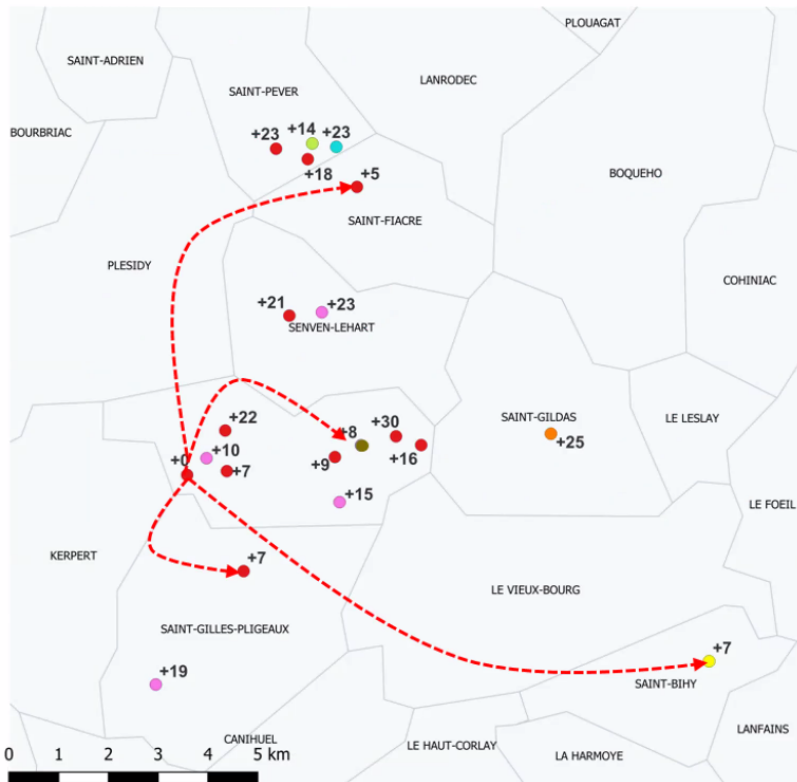 PLOUAGAT
SAINT-ADRIEN
LANRODEC
SAINT-PEVER
BOURBRIAC
+23
+14
+23
+18
+5
BOQUEHO
SAINT-FIACRE
PLESIDY
COHINIAC
+21
+23
SENVEN-LEHART
+22
+8
+30
SAINT-GILDAS
LE LESLAY
+25
+0
+10
+7
+9
+16
+15
LE FOEIL
KERPERT
+7
LE VIEUX-BOURG
SAINT-GILLES-PLIGEAUX
+7
+19
SAINT-BIHY
LANFAINS
CANIHUEL
LE HAUT-CORLAY
LA HARMOYE
0 1 2 3 4 5 km